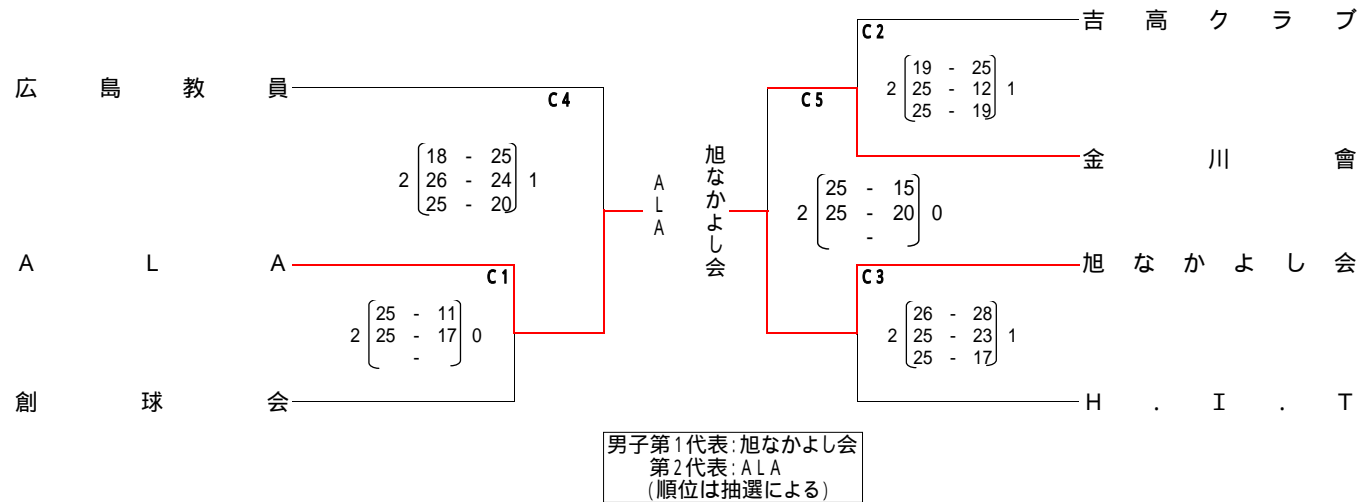 吉高クラブ
C2
19 - 25
2 25 - 12 1
25 - 19
広島教員
C4
C5
18 - 25
2 26 - 24 1
25 - 20
金川會
ALA
旭なかよし会
25 - 15
2 25 - 20 0
-
ALA
C1
旭なかよし会
C3
25 - 11
2 25 - 17 0
-
26 - 28
2 25 - 23 1
25 - 17
創球会
H.I.T
男子第1代表:旭なかよし会
第2代表:ALA
(順位は抽選による)